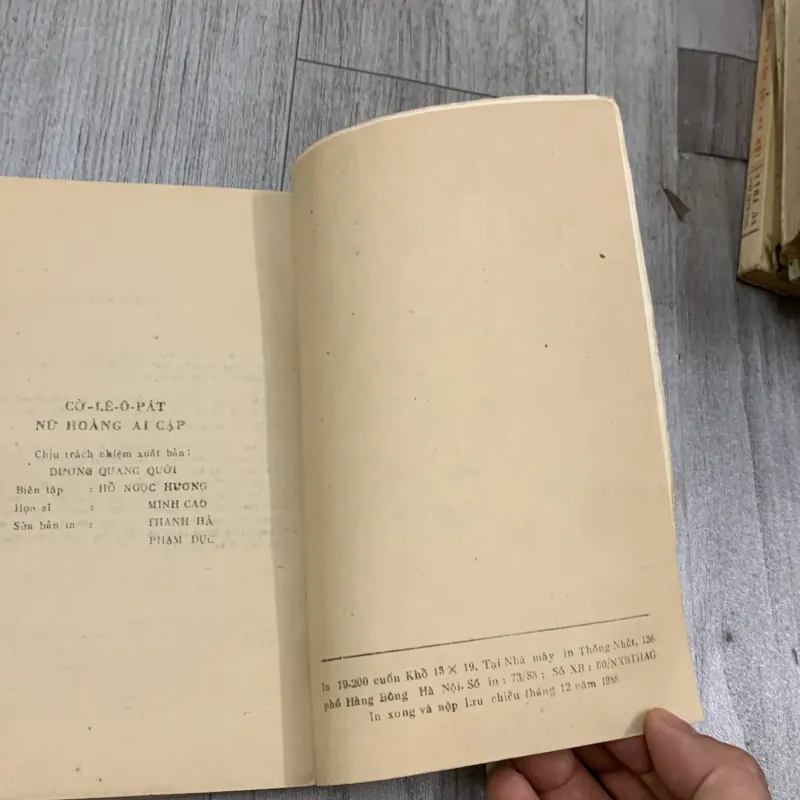 CỜ-LÊ-Ô-PÁT
NỮ HOÀNG AI CẬP
Chịu trách nhiệm xuất bản:
DƯƠNG QUANG QUỚI
Biên tập : HỒ NGỌC HƯƠNG
Họa sĩ : MINH CAO
Sửa bản in : THANH HÀ
PHẠM DỤC
In 19.200 cuốn Khổ 13 × 19. Tại Nhà máy in Thống Nhất, 136
phố Hàng Bông Hà Nội. Số in : 73/88 ; Số XB : 60/NXBTHAG
In xong và nộp lưu chiểu tháng 12 năm 1988